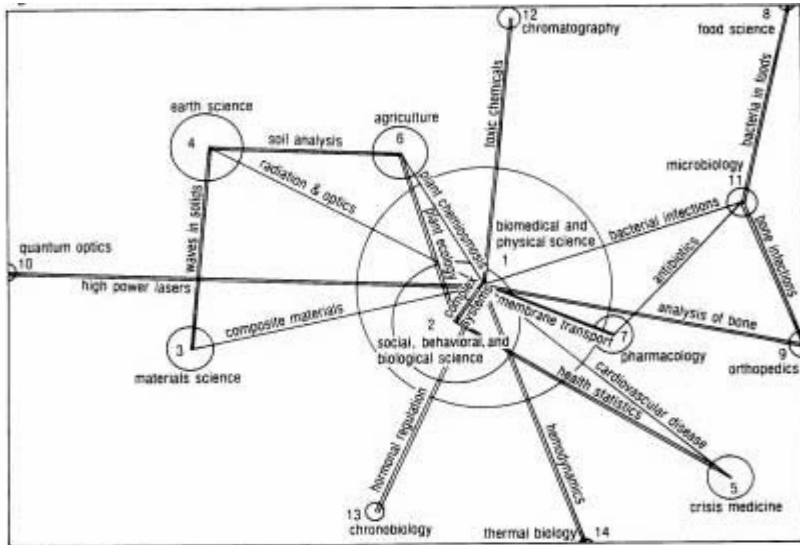 12
chromatography
8
food science
toxic chemicals
bacteria in foods
earth science
4
soil analysis
agriculture
6
radiation & optics
plant ecology
waves in solids
microbiology
11
bacterial infections
bone infections
antibiotics
biomedical and
physical science
1
quantum optics
10
high power lasers
complex
systems
membrane transport
7
pharmacology
analysis of bone
9
orthopedics
composite materials
3
materials science
2
social, behavioral, and
biological science
cardiovascular disease
health statistics
hormonal regulation
hemodynamics
5
crisis medicine
13
chronobiology
thermal biology
14